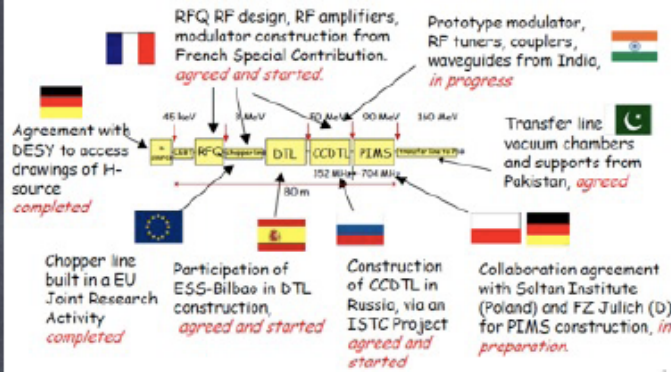 RFQ RF design, RF amplifiers,
modulator construction from
French Special Contribution.
agreed and started.
Prototype modulator,
RF tuners, couplers,
waveguides from India,
in progress
Agreement with
DESY to access
drawings of H-
source
completed
Transfer line
vacuum chambers
and supports from
Pakistan, agreed
45 keV
3 MeV
50 MeV
90 MeV
160 MeV
LEBT
RFQ
DTL
CCDTL
PIMS
352 MHz
704 MHz
80 m
Chopper line
built in a EU
Joint Research
Activity
completed
Participation of
ESS-Bilbao in DTL
construction,
agreed and started
Construction
of CCDTL in
Russia, via an
ISTC Project
agreed and
started
Collaboration agreement
with Soltan Institute
(Poland) and FZ Julich (D)
for PIMS construction, in
preparation.